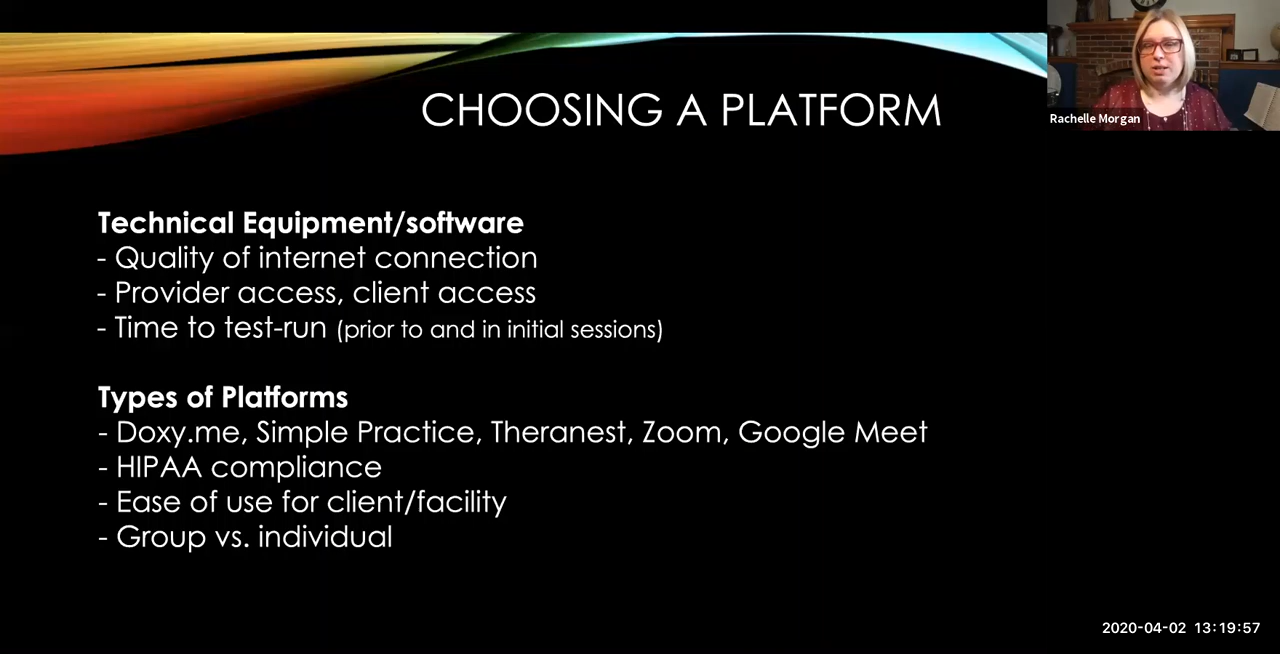 CHOOSING A PLATFORM
Rachelle Morgan
Technical Equipment/software
- Quality of internet connection
- Provider access, client access
- Time to test-run (prior to and in initial sessions)
Types of Platforms
- Doxy.me, Simple Practice, Theranest, Zoom, Google Meet
- HIPAA compliance
- Ease of use for client/facility
- Group vs. individual
2020-04-02 13:19:57